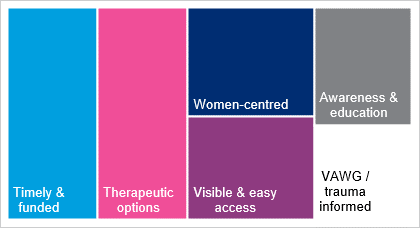 Timely &
funded
Therapeutic
options
Women-centred
Visible & easy
access
Awareness &
education
VAWG /
trauma
informed